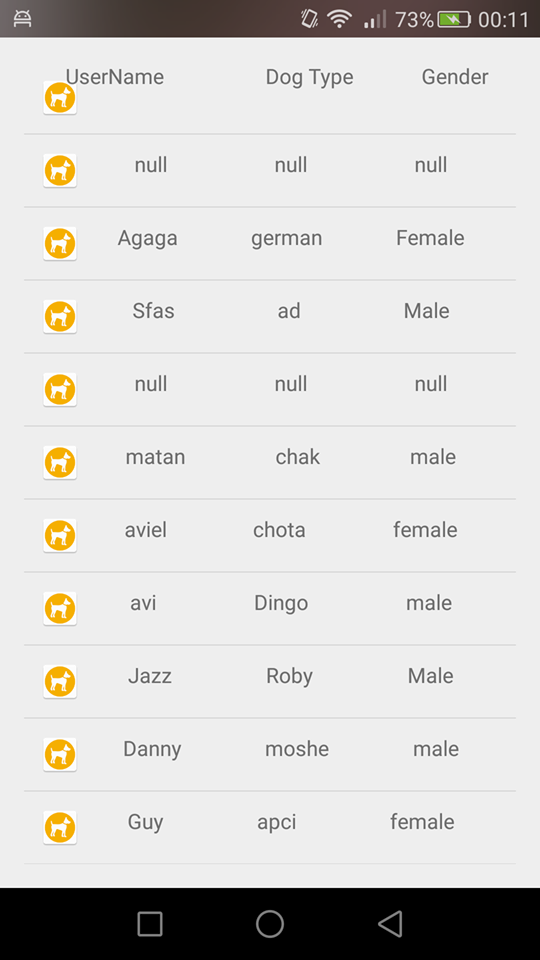 73% 00:11
UserName Dog Type Gender
null null null
Agaga german Female
Sfas ad Male
null null null
matan chak male
aviel chota female
avi Dingo male
Jazz Roby Male
Danny moshe male
Guy apci female